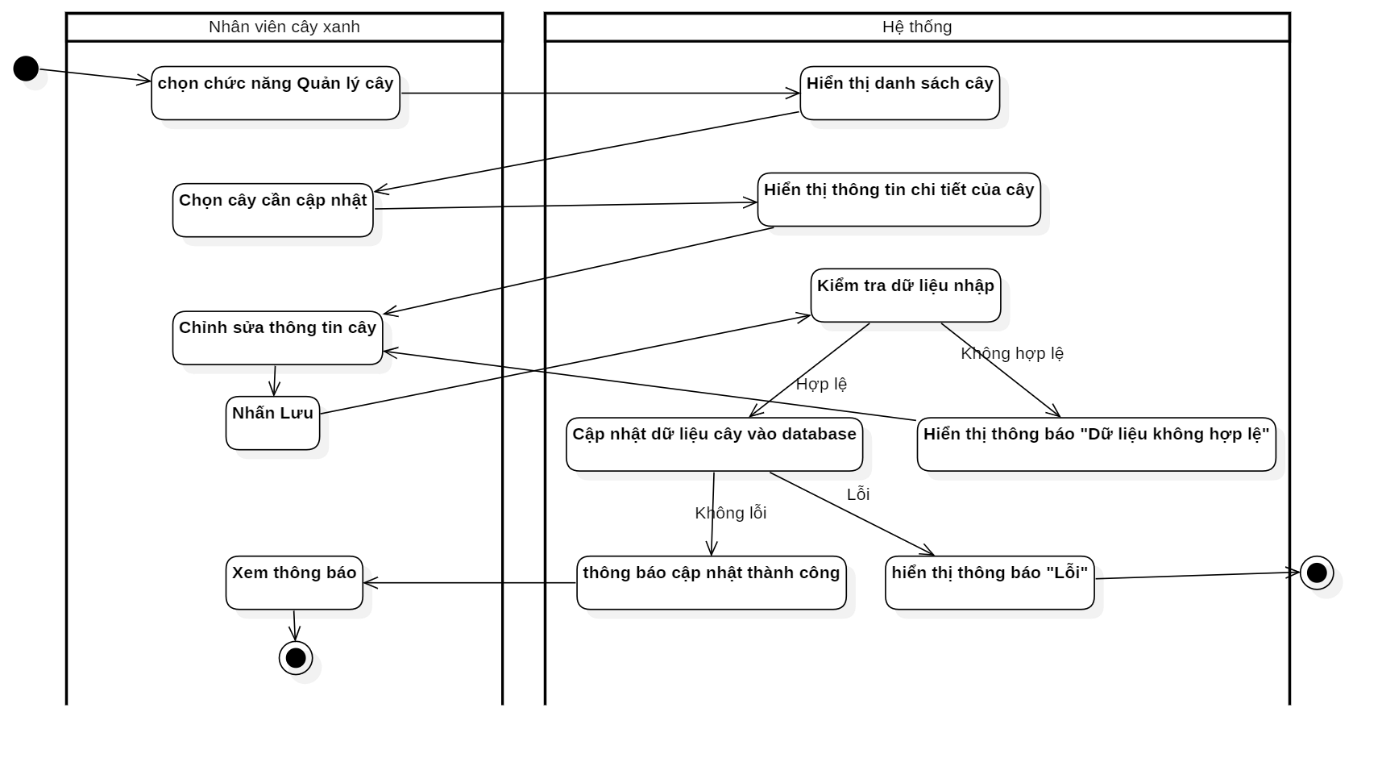 Nhân viên cây xanh
Hệ thống
chọn chức năng Quản lý cây
Hiển thị danh sách cây
Chọn cây cần cập nhật
Hiển thị thông tin chi tiết của cây
Kiểm tra dữ liệu nhập
Chỉnh sửa thông tin cây
Không hợp lệ
Hợp lệ
Nhấn Lưu
Cập nhật dữ liệu cây vào database
Hiển thị thông báo "Dữ liệu không hợp lệ"
Lỗi
Không lỗi
Xem thông báo
thông báo cập nhật thành công
hiển thị thông báo "Lỗi"